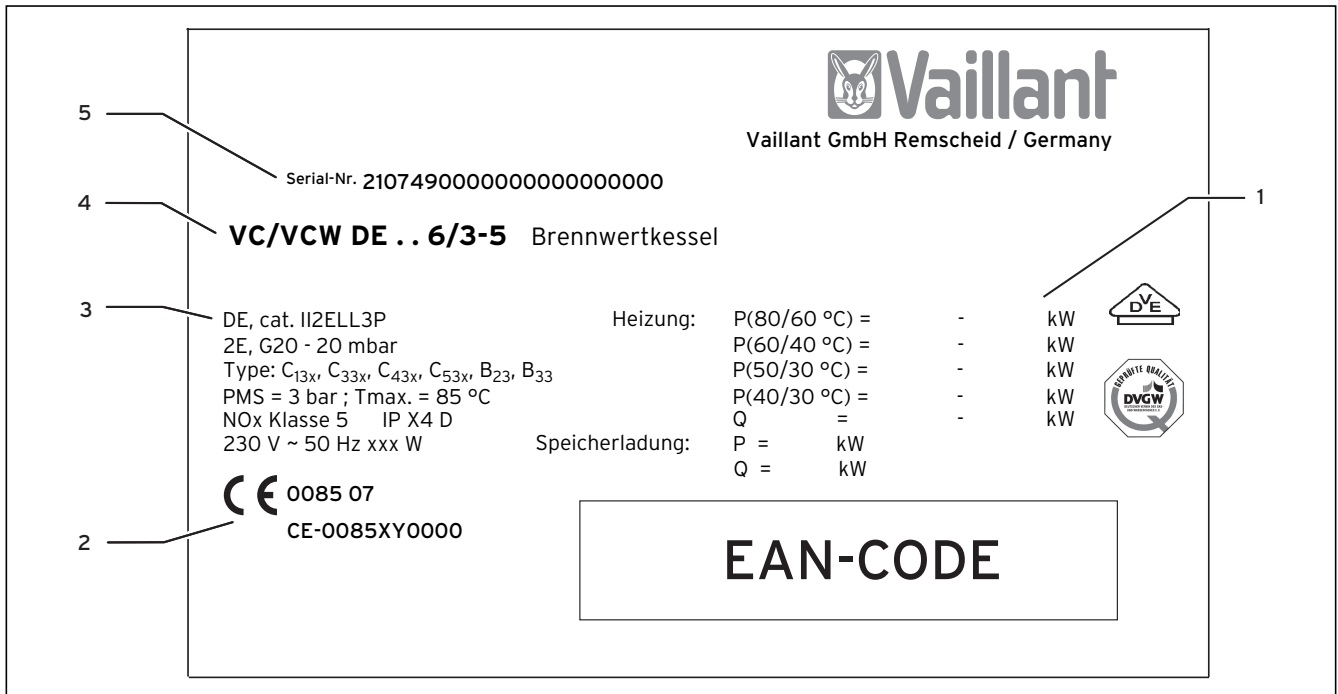 Vaillant
Vaillant GmbH Remscheid / Germany
5
Serial-Nr. 2107490000000000000000
4
VC/VCW DE . . 6/3-5 Brennwertkessel
1
3
DE, cat. II2ELL3P
2E, G20 - 20 mbar
Type: C13x, C33x, C43x, C53x, B23, B33
PMS = 3 bar ; Tmax. = 85 °C
NOx Klasse 5 IP X4 D
230 V ~ 50 Hz xxx W
Heizung: P(80/60 °C) = - kW
P(60/40 °C) = - kW
P(50/30 °C) = - kW
P(40/30 °C) = - kW
Q = - kW
Speicherladung: P = kW
Q = kW
DVE
GEPRÜFTE QUALITÄT
DVGW
CE 0085 07
2
CE-0085XY0000
EAN-CODE